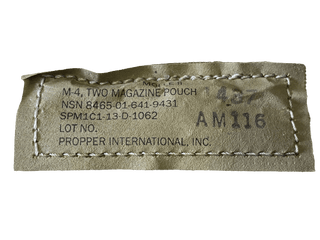 M-4, TWO MAGAZINE POUCH
NSN 8465-01-641-9431
SPM1C1-13-D-1062
LOT NO.
PROPPER INTERNATIONAL, INC.
AM116